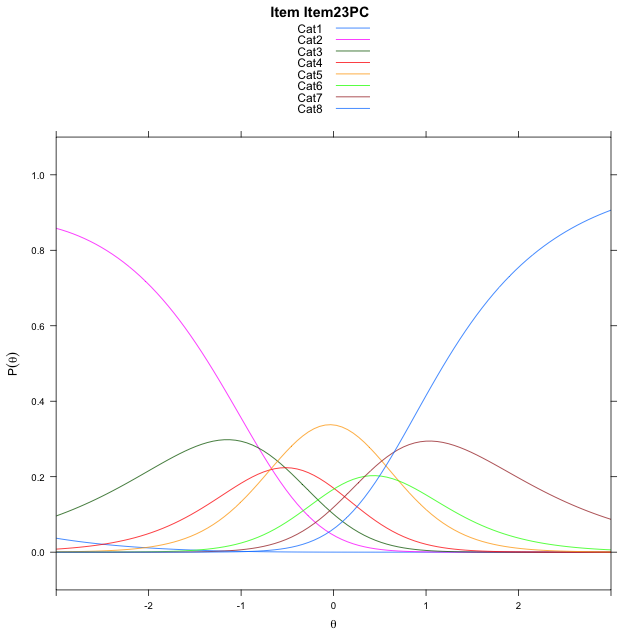 Item Item23PC
Cat1
Cat2
Cat3
Cat4
Cat5
Cat6
Cat7
Cat8
1.0
0.8
0.6
0.4
0.2
0.0
P(θ)
-2 -1 0 1 2
θ